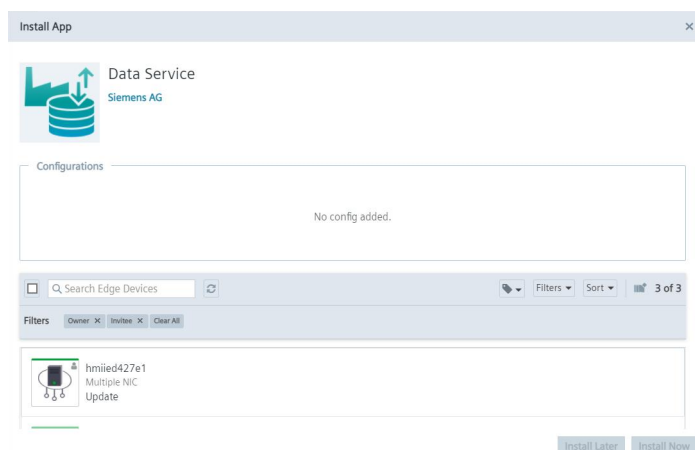 Install App
Data Service
Siemens AG
Configurations
No config added.
Search Edge Devices Filters Sort 3 of 3
Filters Owner × Invitee × Clear All
hmiied427e1
Multiple NIC
Update
Install Later Install Now